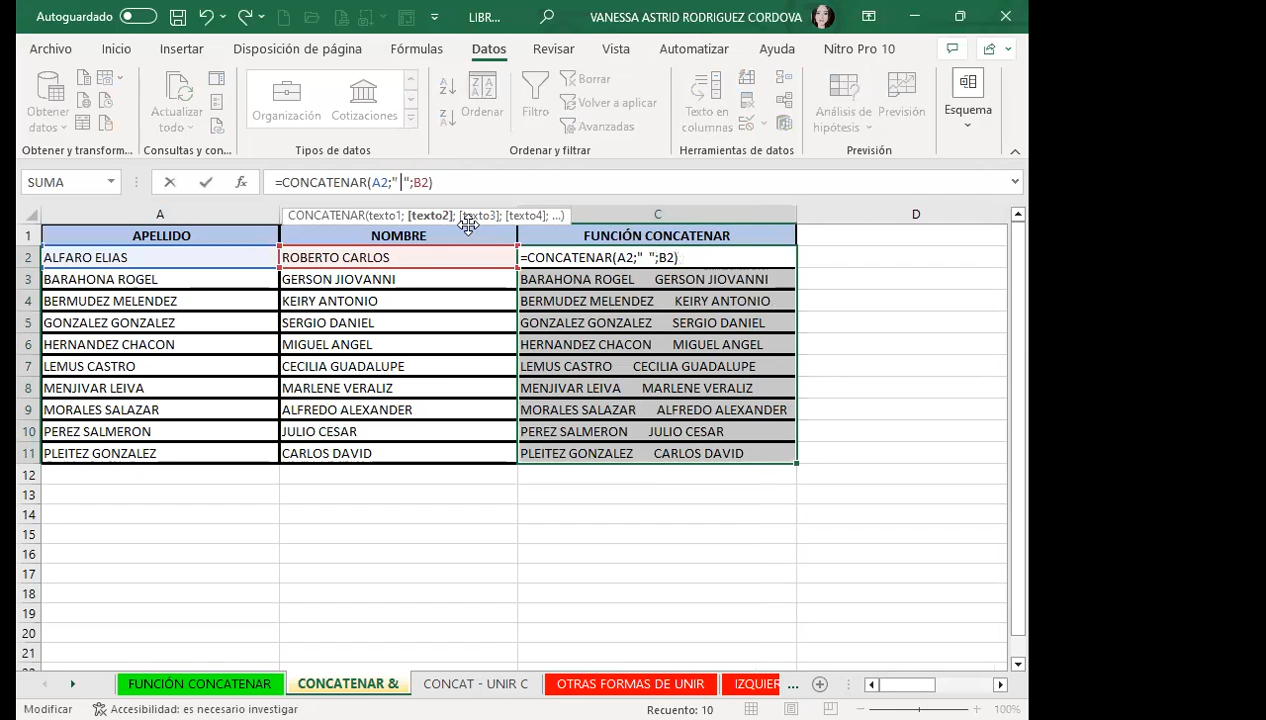 Autoguardado
LIBR...
VANESSA ASTRID RODRIGUEZ CORDOVA
Archivo Inicio Insertar Disposición de página Fórmulas Datos Revisar Vista Automatizar Ayuda Nitro Pro 10
Obtener datos
Actualizar todo
Organización Cotizaciones
Ordenar
Filtro
Borrar
Volver a aplicar
Avanzadas
Texto en columnas
Análisis de hipótesis
Previsión
Esquema
Obtener y transform... Consultas y con... Tipos de datos Ordenar y filtrar Herramientas de datos Previsión
SUMA =CONCATENAR(A2;"  ";B2)
CONCATENAR(texto1; [texto2]; [texto3]; [texto4]; ...)
A C D
1 APELLIDO NOMBRE FUNCIÓN CONCATENAR
2 ALFARO ELIAS ROBERTO CARLOS =CONCATENAR(A2;"  ";B2)
3 BARAHONA ROGEL GERSON JIOVANNI BARAHONA ROGEL GERSON JIOVANNI
4 BERMUDEZ MELENDEZ KEIRY ANTONIO BERMUDEZ MELENDEZ KEIRY ANTONIO
5 GONZALEZ GONZALEZ SERGIO DANIEL GONZALEZ GONZALEZ SERGIO DANIEL
6 HERNANDEZ CHACON MIGUEL ANGEL HERNANDEZ CHACON MIGUEL ANGEL
7 LEMUS CASTRO CECILIA GUADALUPE LEMUS CASTRO CECILIA GUADALUPE
8 MENJIVAR LEIVA MARLENE VERALIZ MENJIVAR LEIVA MARLENE VERALIZ
9 MORALES SALAZAR ALFREDO ALEXANDER MORALES SALAZAR ALFREDO ALEXANDER
10 PEREZ SALMERON JULIO CESAR PEREZ SALMERON JULIO CESAR
11 PLEITEZ GONZALEZ CARLOS DAVID PLEITEZ GONZALEZ CARLOS DAVID
12
13
14
15
16
17
18
19
20
21
FUNCIÓN CONCATENAR CONCATENAR & CONCAT - UNIR C OTRAS FORMAS DE UNIR IZQUIER ...
Modificar Accesibilidad: es necesario investigar Recuento: 10 100%